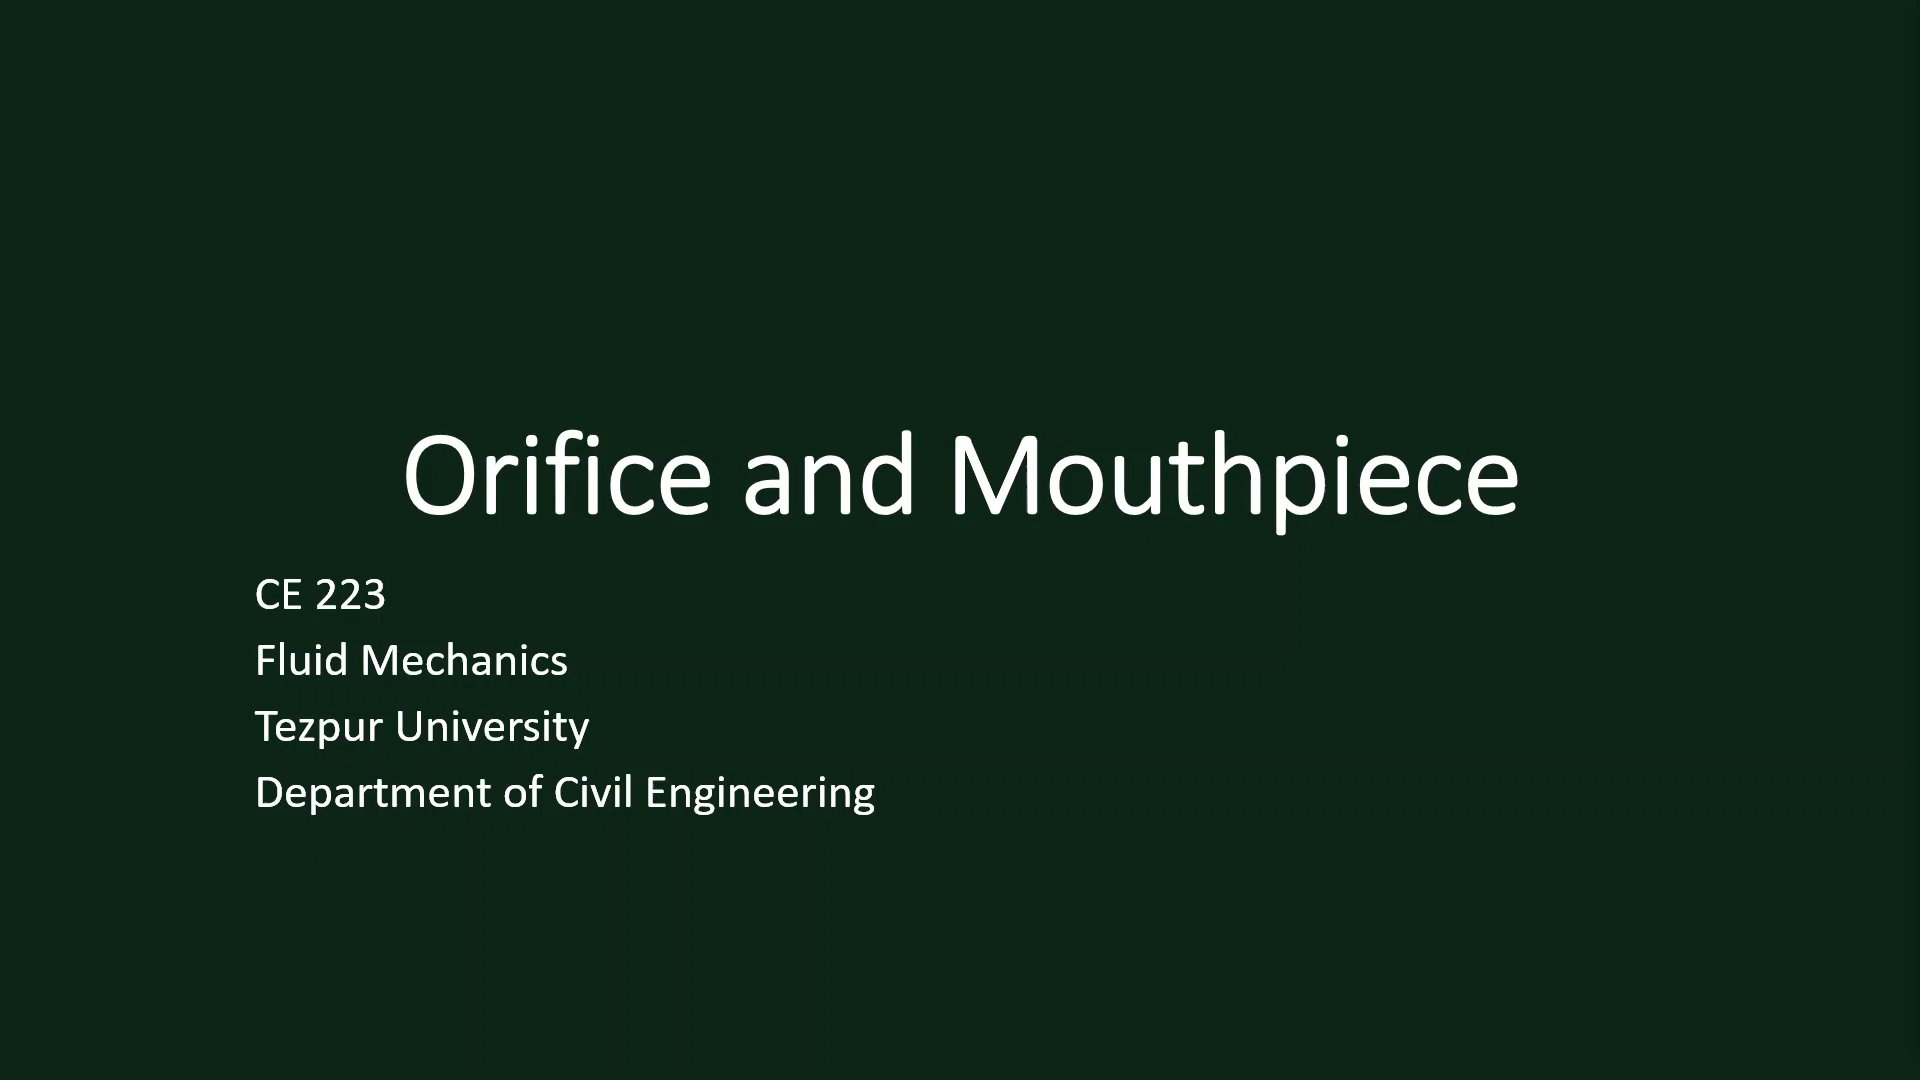 Orifice and Mouthpiece
CE 223
Fluid Mechanics
Tezpur University
Department of Civil Engineering